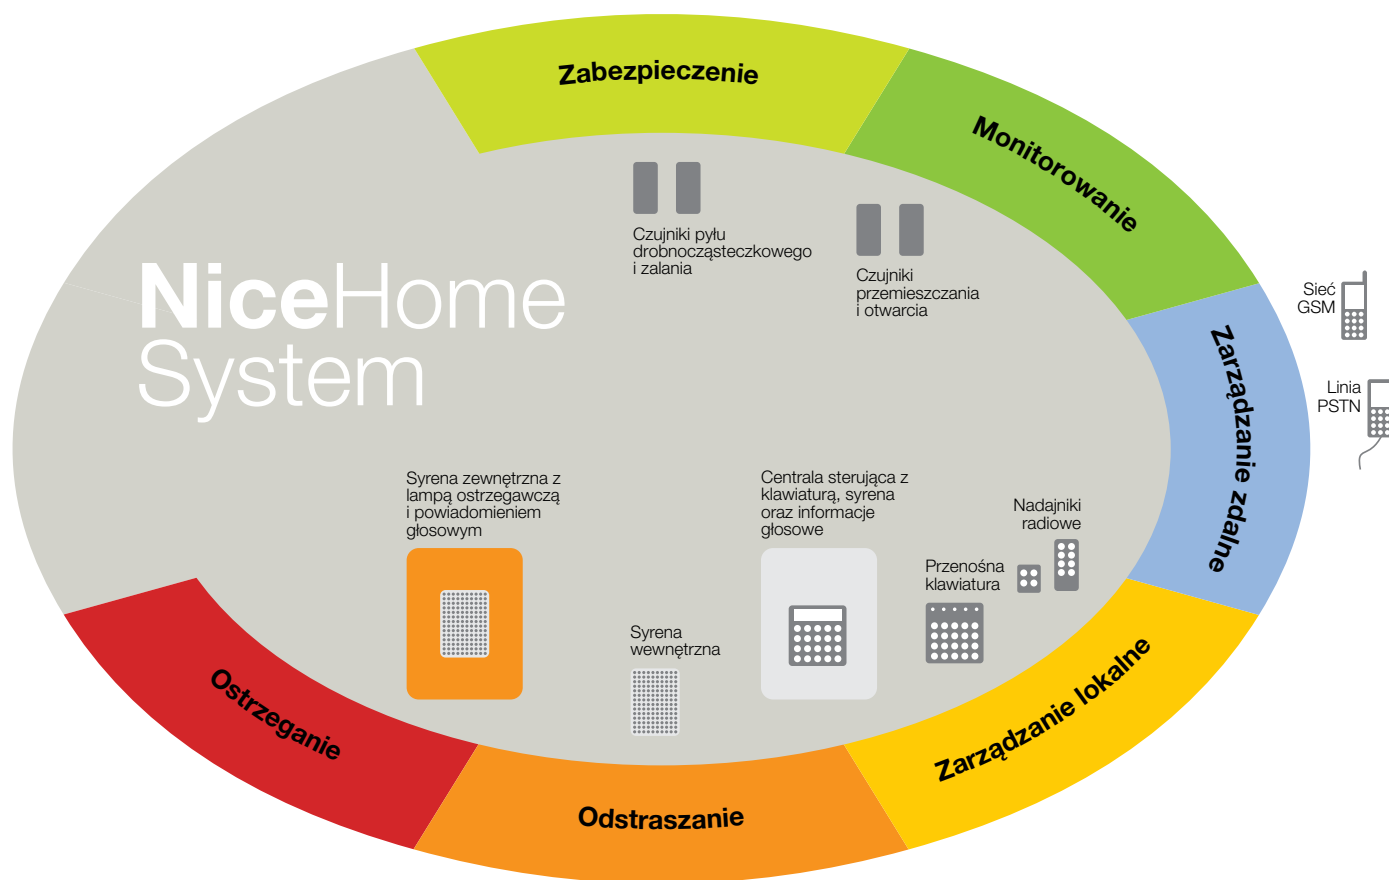 Zabezpieczenie
Monitorowanie
Czujniki pyłu
drobnocząsteczkowego
i zalania
Czujniki
przemieszczania
i otwarcia
NiceHome
System
Sieć
GSM
Zarządzanie zdalne
Linia
PSTN
Syrena zewnętrzna z
lampą ostrzegawczą
i powiadomieniem
głosowym
Centrala sterująca z
klawiaturą, syrena
oraz informacje
głosowe
Nadajniki
radiowe
Przenośna
klawiatura
Syrena
wewnętrzna
Ostrzeganie
Odstraszanie
Zarządzanie lokalne